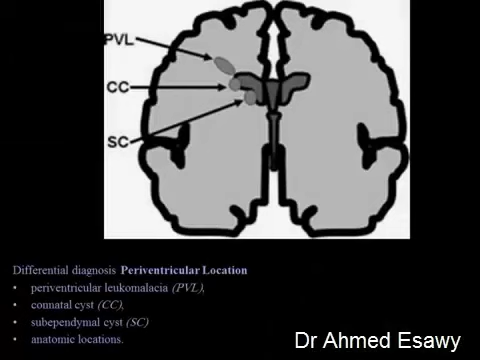 PVL
CC
SC
Differential diagnosis Periventricular Location
• periventricular leukomalacia (PVL),
• connatal cyst (CC),
• subependymal cyst (SC)
• anatomic locations.
Dr Ahmed Esawy